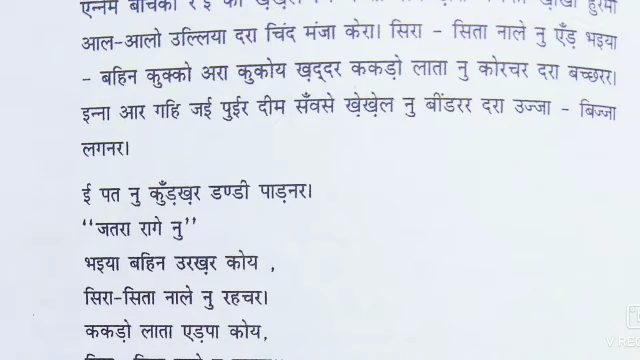 आल-आलो उल्लिया दरा चिंद मंजा केरा। सिरा - सिता नाले नु एँड़ भइया
- बहिन कुक्को अरा कुकोय ख़द्दर ककड़ो लाता नु कोरचर दरा बच्छरर।
इन्ना आर गहि जई पुईर दीम सँवसे ख़े़ख़ेल नु बींडरर दरा उज्जा - बिज्जा
लगनर।
ई पत नु कुँड़ख़र डण्डी पाड़नर।
‘‘जतरा रागे नु’’
भइया बहिन उरख़र कोय ,
सिरा-सिता नाले नु रहचर।
ककड़ो लाता एड़पा कोय,